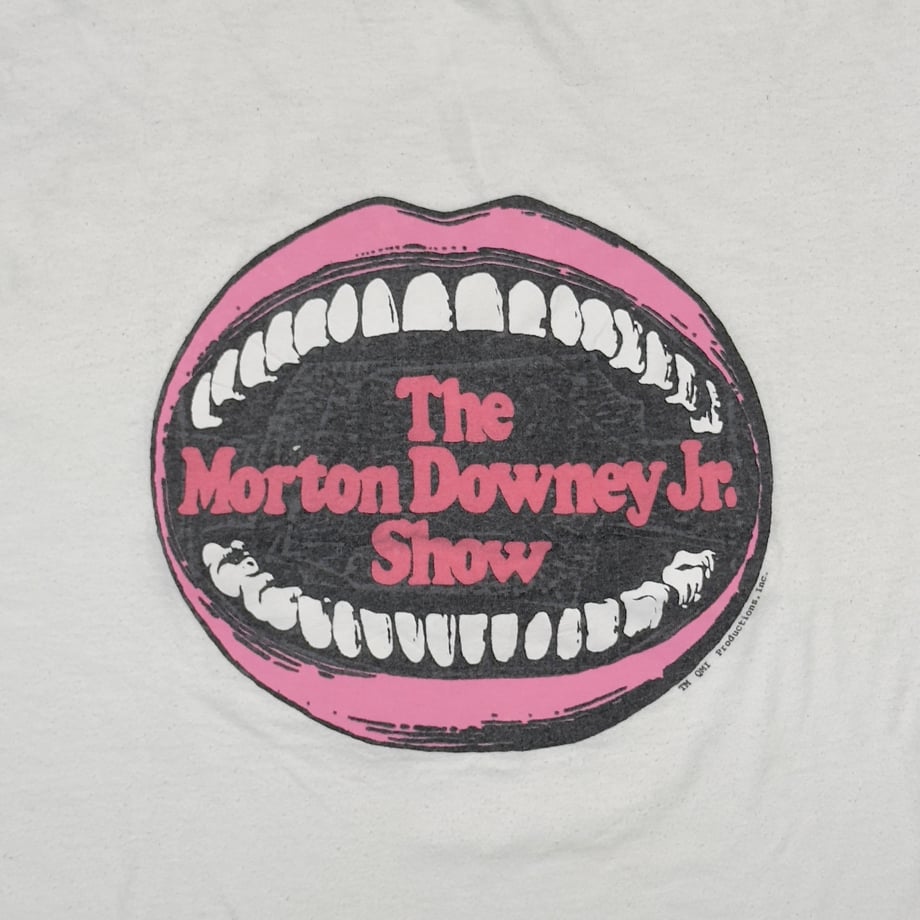 The
Morton Downey Jr.
Show
TM QMI Productions, Inc.